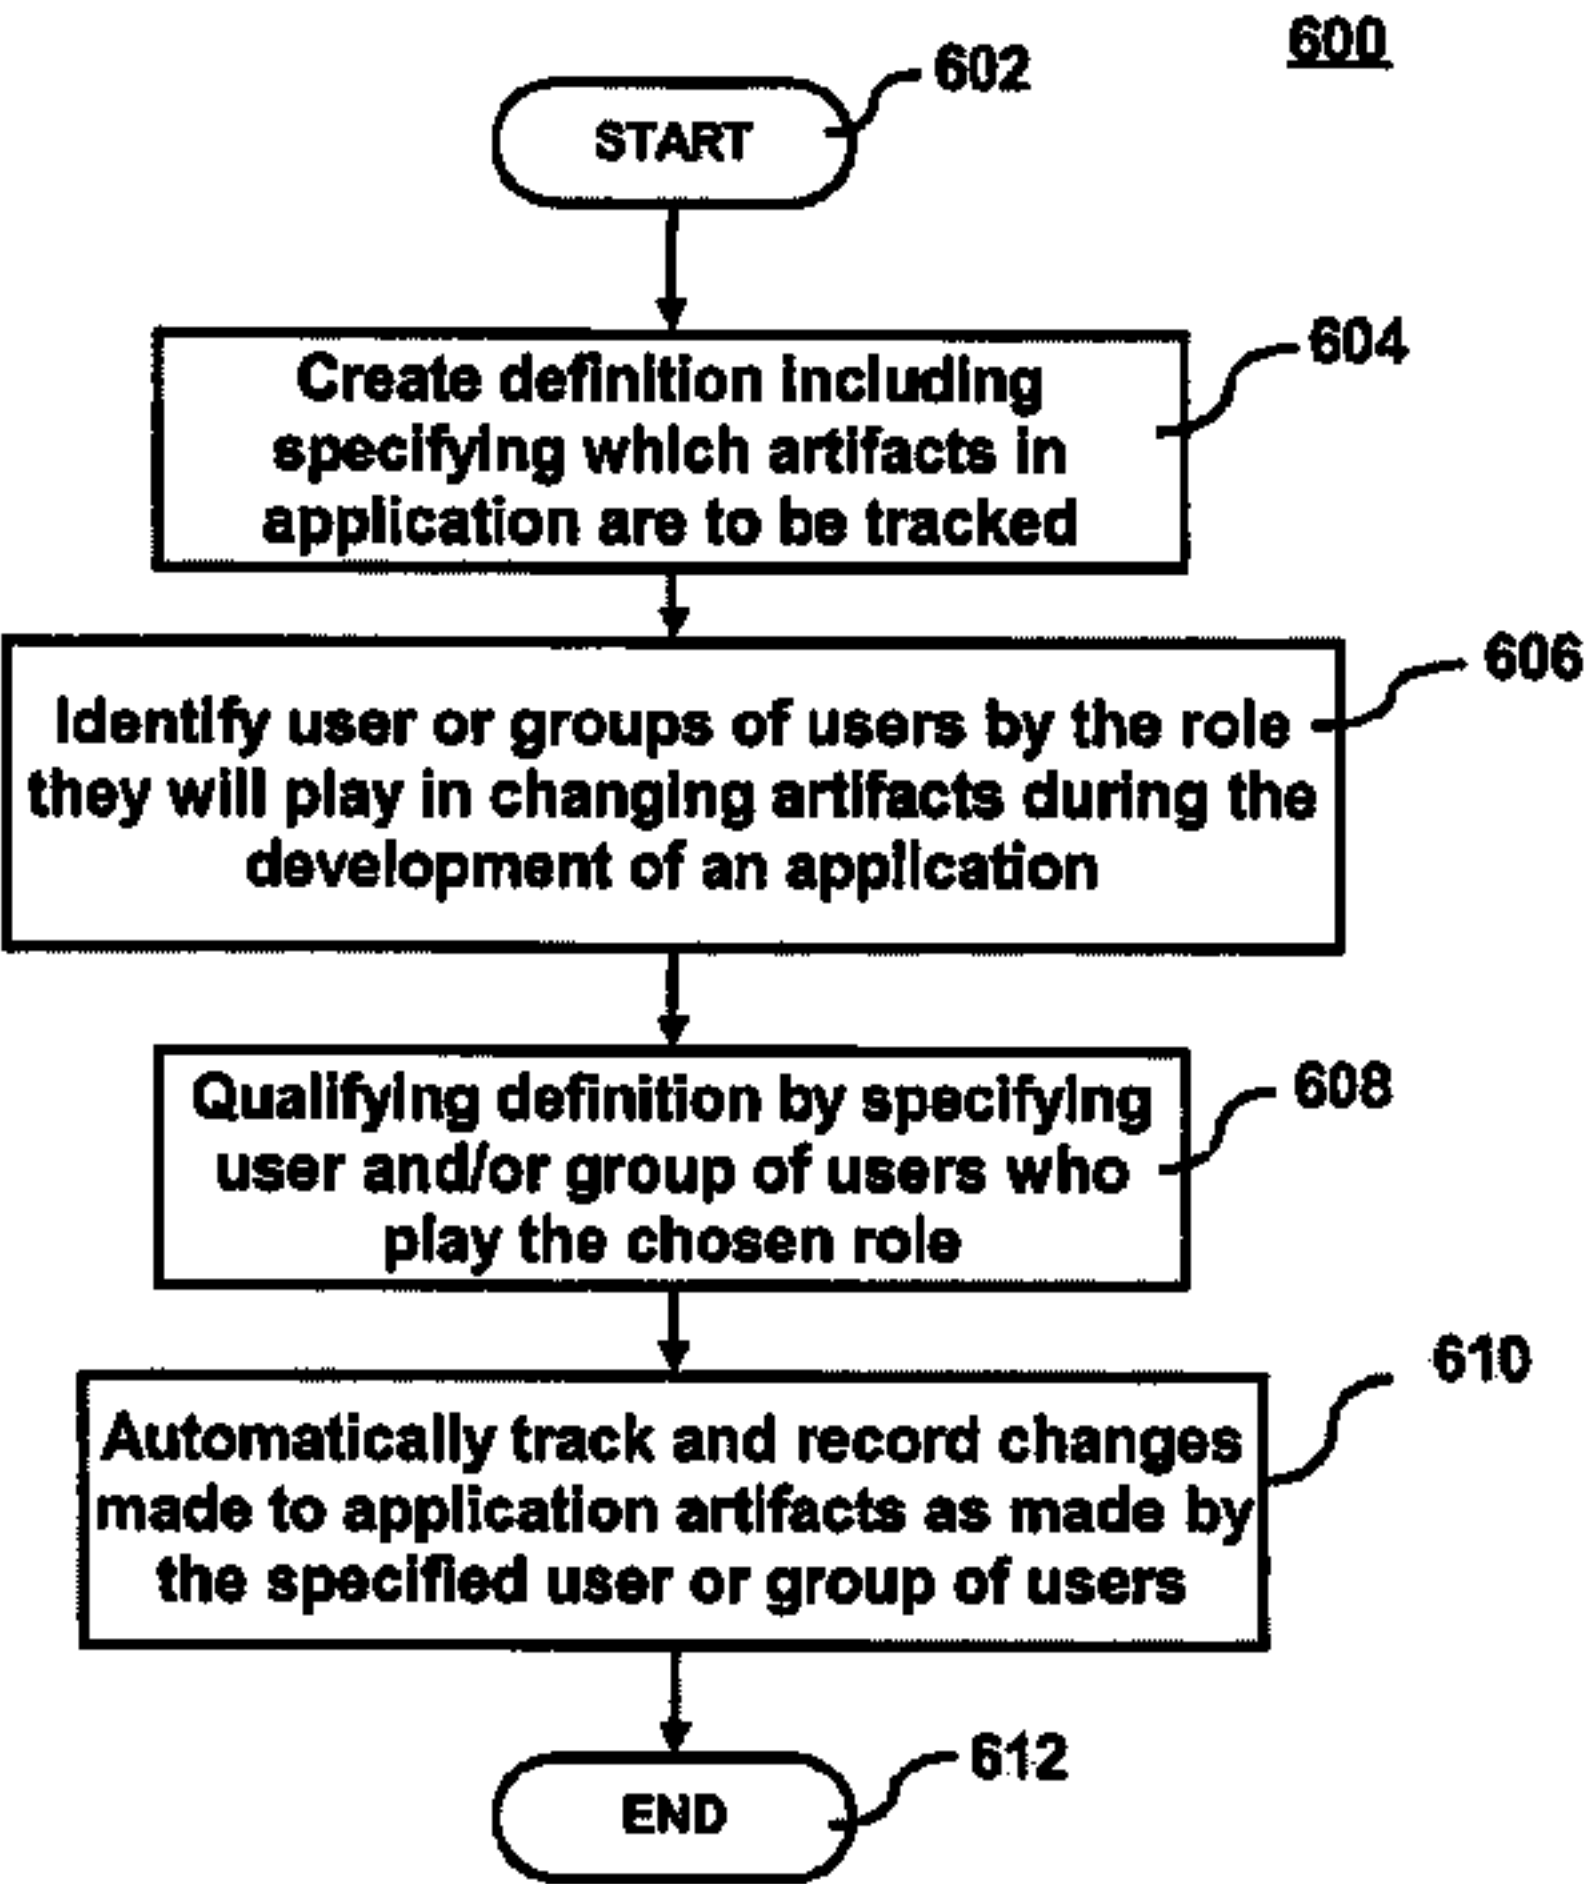 600
602
START
604
Create definition including
specifying which artifacts in
application are to be tracked
606
Identify user or groups of users by the role
they will play in changing artifacts during the
development of an application
608
Qualifying definition by specifying
user and/or group of users who
play the chosen role
610
Automatically track and record changes
made to application artifacts as made by
the specified user or group of users
612
END